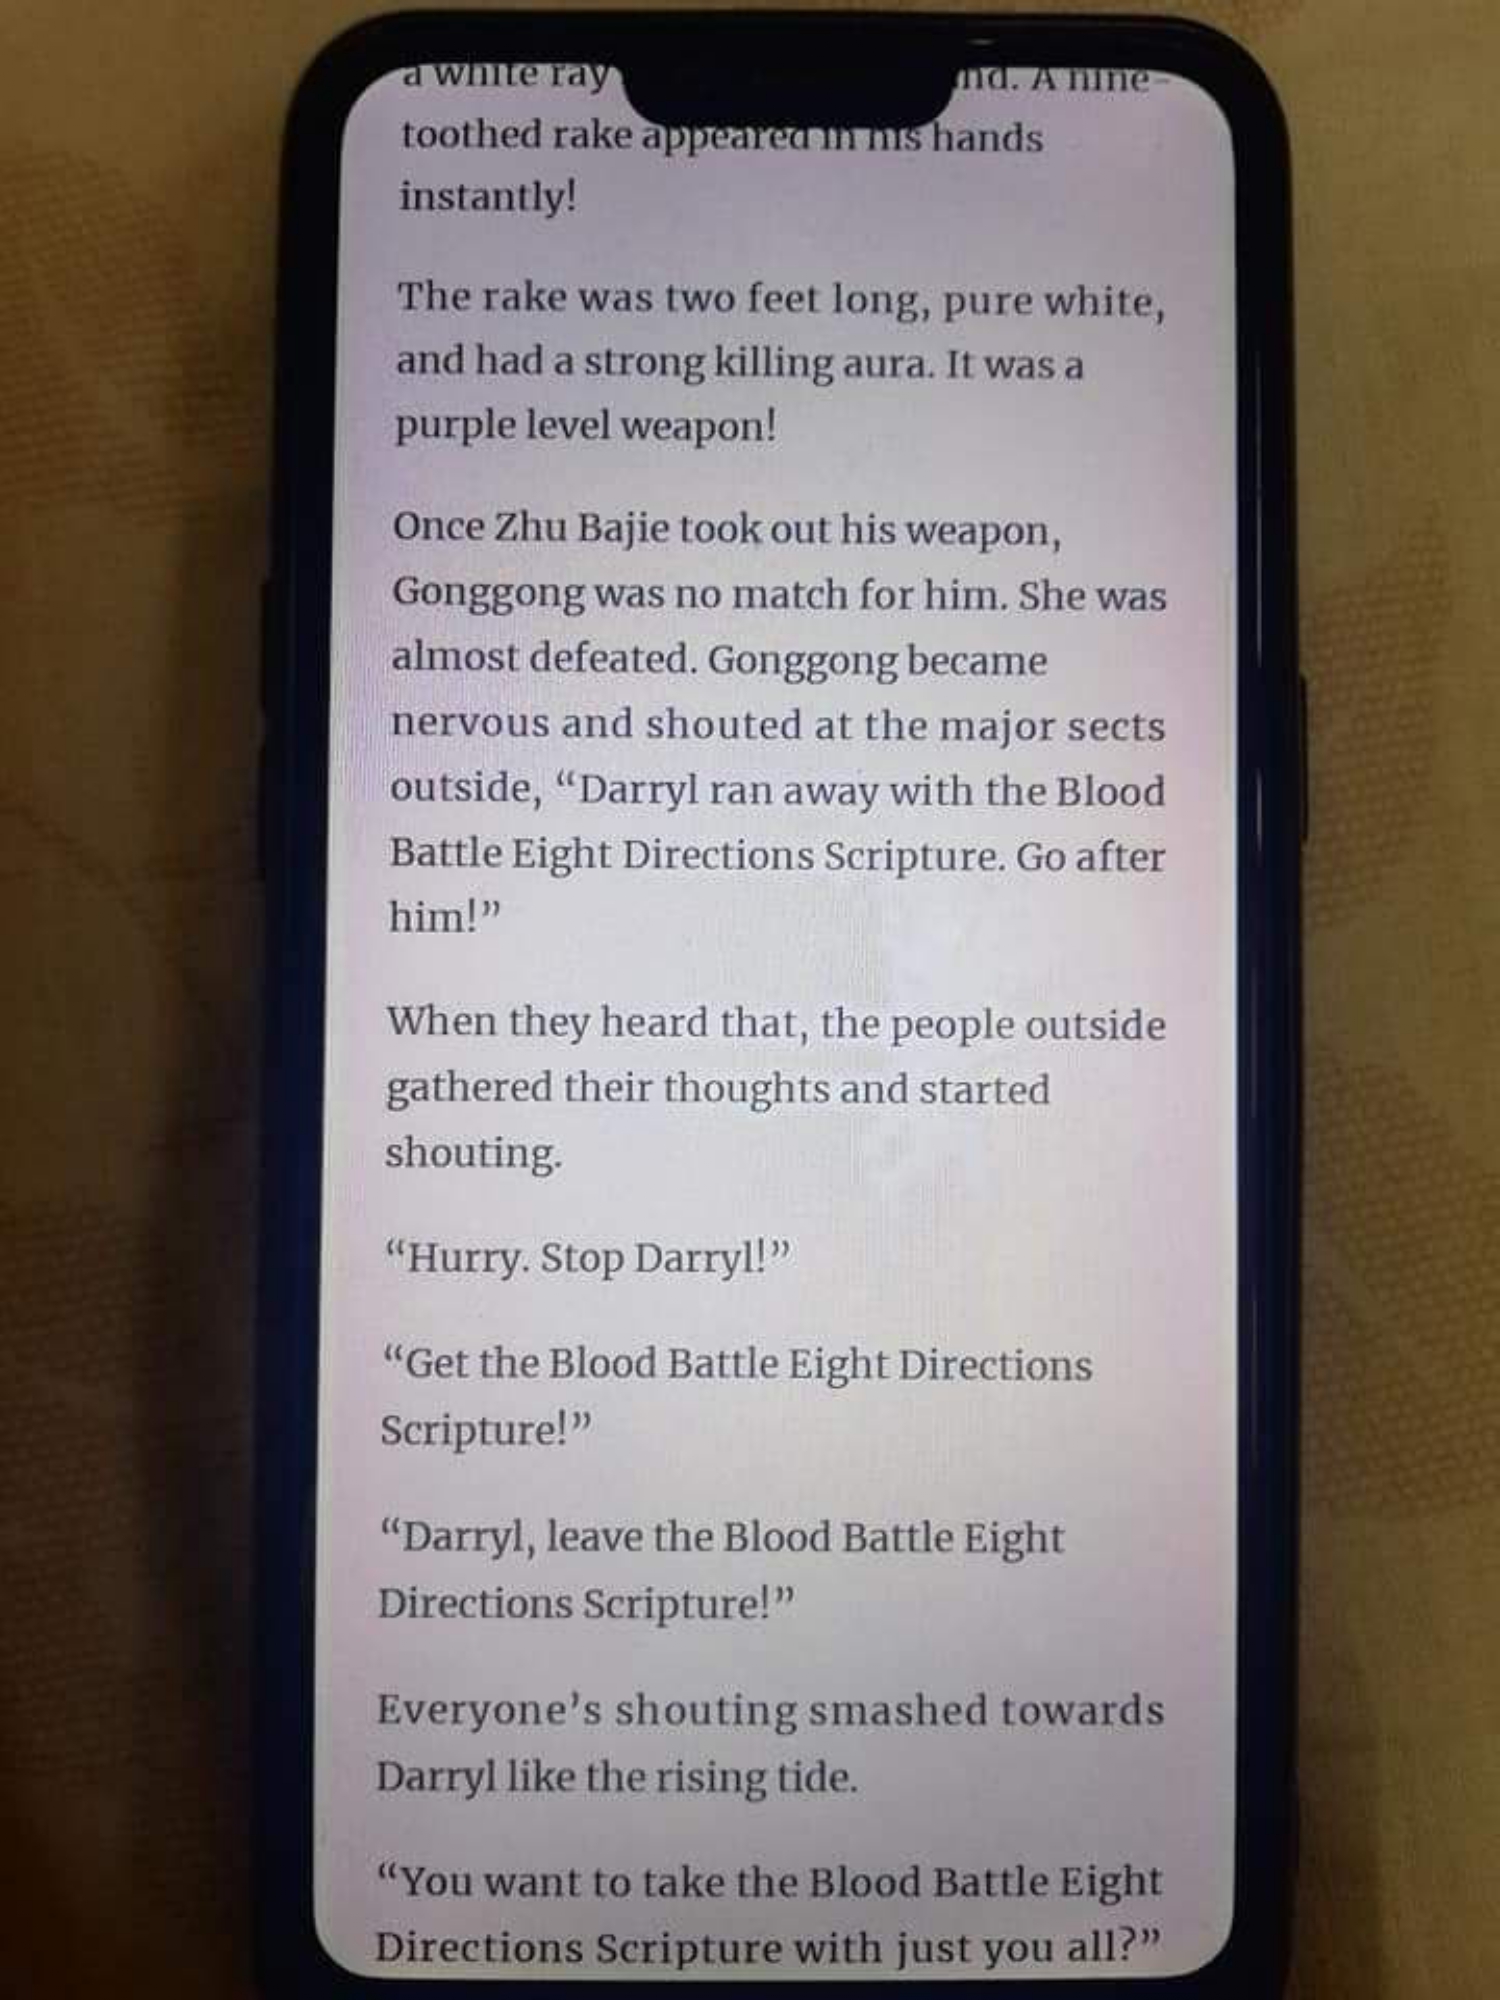 a white ray nd. A nine-
toothed rake appeared in his hands
instantly!
The rake was two feet long, pure white,
and had a strong killing aura. It was a
purple level weapon!
Once Zhu Bajie took out his weapon,
Gonggong was no match for him. She was
almost defeated. Gonggong became
nervous and shouted at the major sects
outside, “Darryl ran away with the Blood
Battle Eight Directions Scripture. Go after
him!”
When they heard that, the people outside
gathered their thoughts and started
shouting.
“Hurry. Stop Darryl!”
“Get the Blood Battle Eight Directions
Scripture!”
“Darryl, leave the Blood Battle Eight
Directions Scripture!”
Everyone’s shouting smashed towards
Darryl like the rising tide.
“You want to take the Blood Battle Eight
Directions Scripture with just you all?”